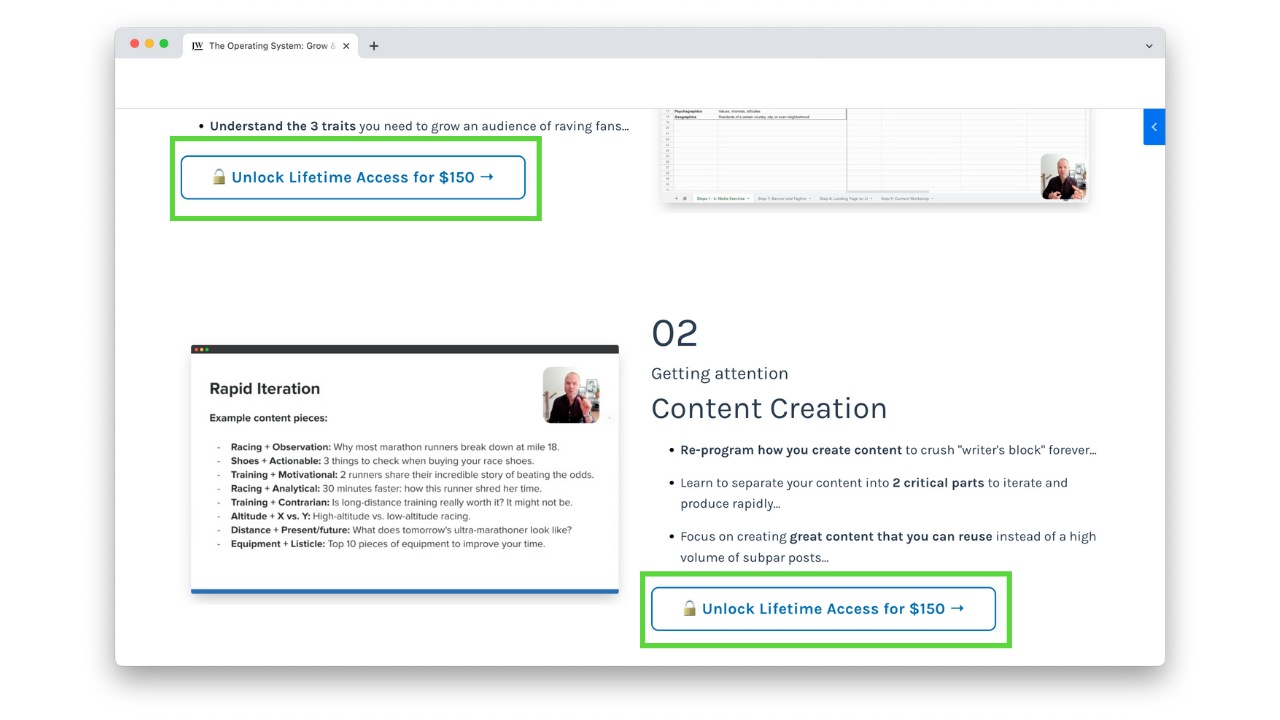 JW The Operating System: Grow &
• Understand the 3 traits you need to grow an audience of raving fans...
🔓 Unlock Lifetime Access for $150 →
Psychographics Values, interests, attitudes
Geographics Residents of a certain country, city, or even neighborhood
Step 7: Banner and Tagline
02
Getting attention
Content Creation
• Re-program how you create content to crush "writer's block" forever...
• Learn to separate your content into 2 critical parts to iterate and
produce rapidly...
• Focus on creating great content that you can reuse instead of a high
volume of subpar posts...
🔓 Unlock Lifetime Access for $150 →
Rapid Iteration
Example content pieces:
- Racing + Observation: Why most marathon runners break down at mile 18.
- Shoes + Actionable: 3 things to check when buying your race shoes.
- Training + Motivational: 2 runners share their incredible story of beating the odds.
- Racing + Analytical: 30 minutes faster: how this runner shred her time.
- Training + Contrarian: Is long-distance training really worth it? It might not be.
- Altitude + X vs. Y: High-altitude vs. low-altitude racing.
- Distance + Present/future: What does tomorrow's ultra-marathoner look like?
- Equipment + Listicle: Top 10 pieces of equipment to improve your time.